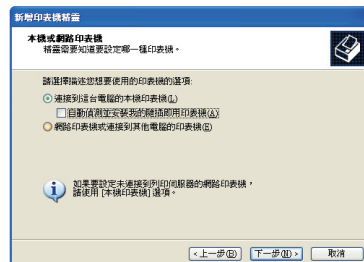 新增印表機精靈
本機或網路印表機
精靈需要知道要設定哪一種印表機。
請選擇描述您想要使用的印表機的選項:
連接到這台電腦的本機印表機(L)
自動偵測並安裝我的隨插即用印表機(A)
網路印表機或連接到其他電腦的印表機(E)
如果要設定未連接到列印伺服器的網路印表機，
請使用 [本機印表機] 選項。
< 上一步(B) 下一步(N) > 取消